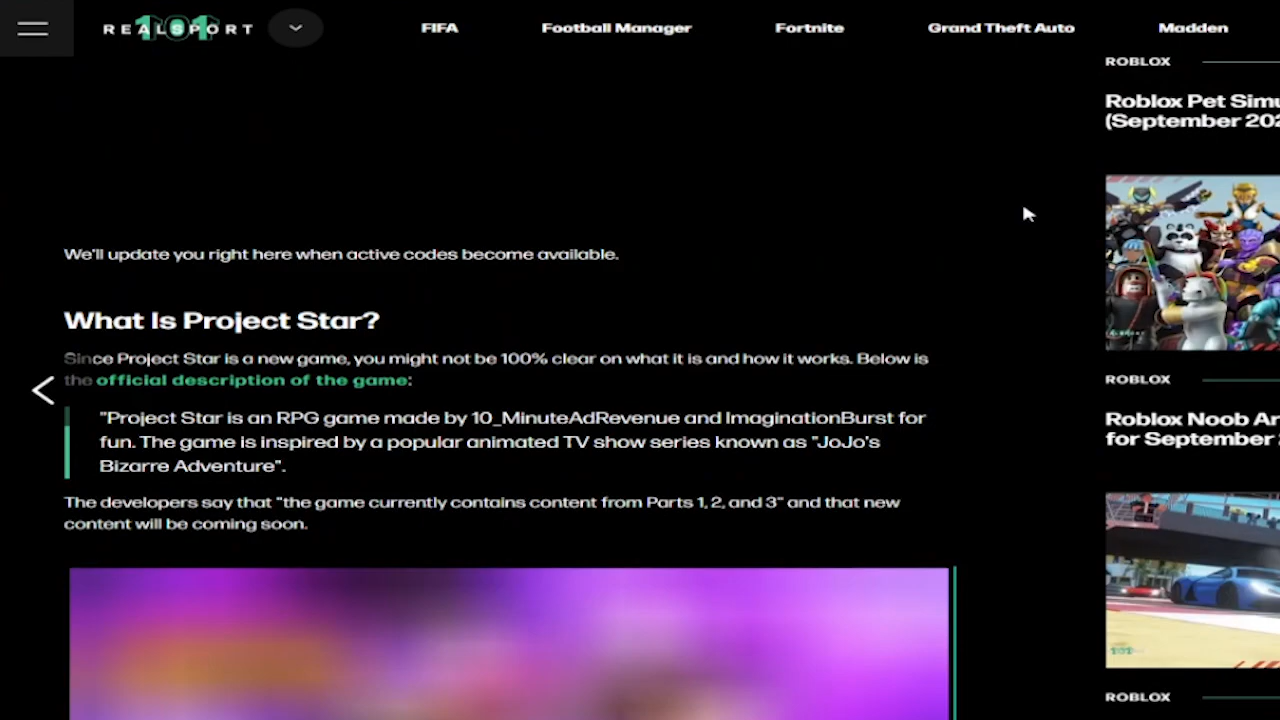 REALSPORT 101
FIFA
Football Manager
Fortnite
Grand Theft Auto
Madden
We'll update you right here when active codes become available.
What Is Project Star?
Since Project Star is a new game, you might not be 100% clear on what it is and how it works. Below is
the official description of the game:
"Project Star is an RPG game made by 10_MinuteAdRevenue and ImaginationBurst for
fun. The game is inspired by a popular animated TV show series known as "JoJo's
Bizarre Adventure".
The developers say that "the game currently contains content from Parts 1, 2, and 3" and that new
content will be coming soon.
ROBLOX
Roblox Pet Simu
(September 202
ROBLOX
Roblox Noob Ar
for September
101
ROBLOX